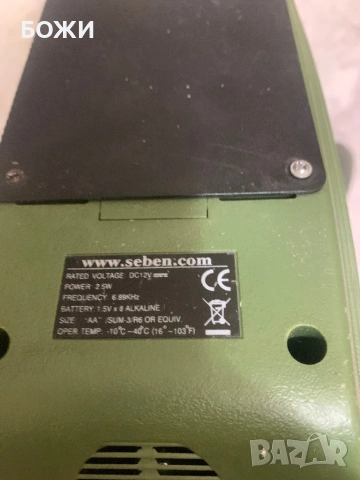 БОЖИ
www.seben.com
RATED VOLTAGE: DC12V
POWER: 2.5W
FREQUENCY: 6.89KHz
BATTERY: 1.5V x 8 ALKALINE
SIZE "AA" /SUM-3/R6 OR EQUIV.
OPER. TEMP: -10°C~40°C (16°~103°F)
CE
BAZAR